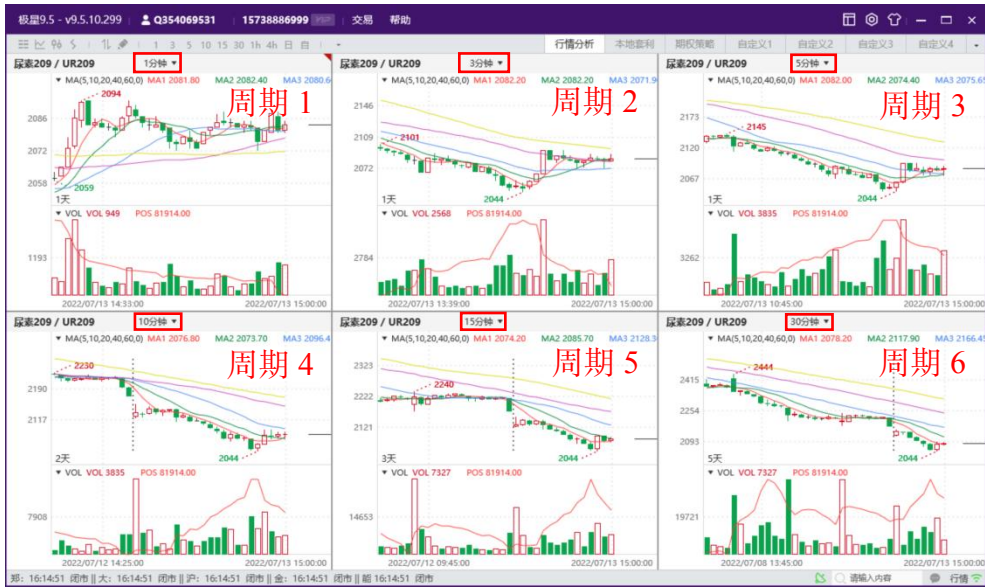 极星9.5 - v9.5.10.299 Q354069531 15738886999 VSP 交易 帮助
1 3 5 10 15 30 1h 4h 日 自 行情分析 本地套利 期权策略 自定义1 自定义2 自定义3 自定义4
尿素209 / UR209 1分钟
MA(5,10,20,40,60,0) MA1 2081.80 MA2 2082.40 MA3 2080.6
2094
周期 1
2086
2072
2058
2059
1天
VOL VOL 949 POS 81914.00
1193
2022/07/13 14:33:00 2022/07/13 15:00:00
尿素209 / UR209 3分钟
MA(5,10,20,40,60,0) MA1 2082.20 MA2 2082.20 MA3 2071.9
周期 2
2146
2109
2101
2072
2044
1天
VOL VOL 2568 POS 81914.00
2784
2022/07/13 13:39:00 2022/07/13 15:00:00
尿素209 / UR209 5分钟
MA(5,10,20,40,60,0) MA1 2082.00 MA2 2074.40 MA3 2075.65
周期 3
2173
2145
2120
2067
2044
1天
VOL VOL 3835 POS 81914.00
3262
2022/07/13 10:45:00 2022/07/13 15:00:00
尿素209 / UR209 10分钟
MA(5,10,20,40,60,0) MA1 2076.80 MA2 2073.70 MA3 2096.4
周期 4
2230
2190
2117
2044
2天
VOL VOL 3835 POS 81914.00
7908
2022/07/12 14:25:00 2022/07/13 15:00:00
尿素209 / UR209 15分钟
MA(5,10,20,40,60,0) MA1 2074.20 MA2 2085.70 MA3 2128.3
周期 5
2323
2240
2222
2121
2044
3天
VOL VOL 7327 POS 81914.00
14653
2022/07/12 09:45:00 2022/07/13 15:00:00
尿素209 / UR209 30分钟
MA(5,10,20,40,60,0) MA1 2078.20 MA2 2117.90 MA3 2166.45
周期 6
2444
2415
2254
2093
2044
5天
VOL VOL 7327 POS 81914.00
19721
2022/07/08 13:45:00 2022/07/13 15:00:00
郑: 16:14:51 闭市 || 大: 16:14:51 闭市 || 沪: 16:14:51 闭市 || 金: 16:14:51 闭市 || 能 16:14:51 闭市 请输入内容 行情